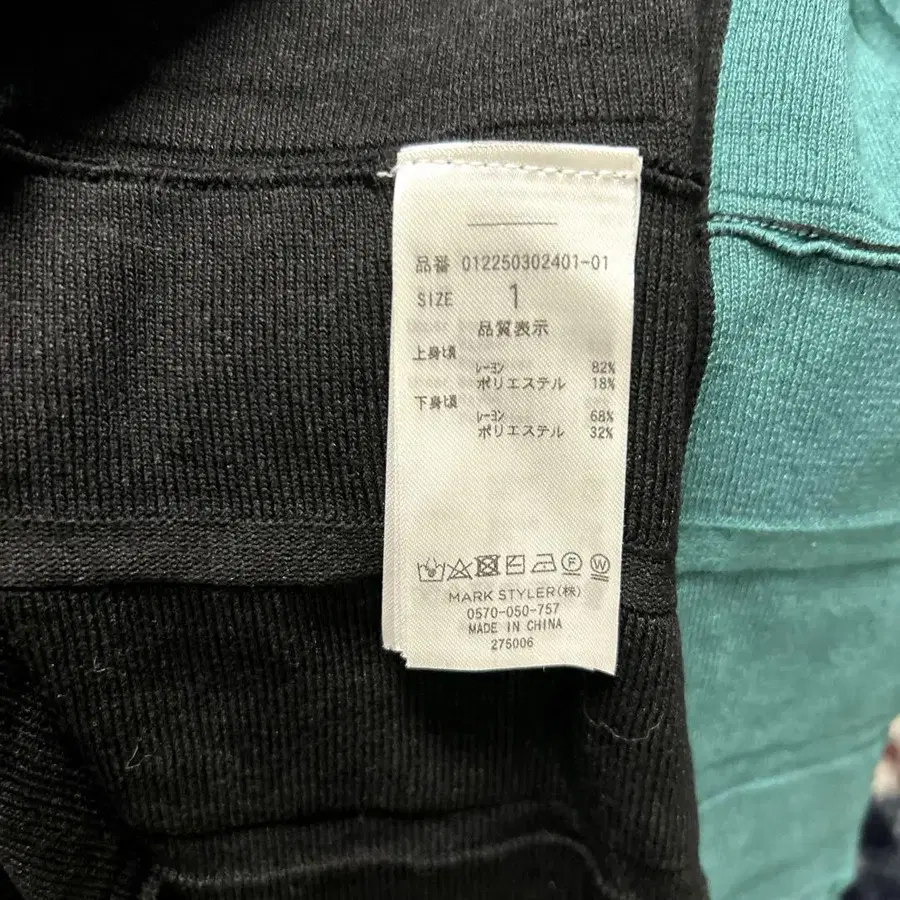 品番 012250302401-01
SIZE 1
品質表示
上身頃
レーヨン 82%
ポリエステル 18%
下身頃
レーヨン 68%
ポリエステル 32%
F W
MARK STYLER(株)
0570-050-757
MADE IN CHINA
275006